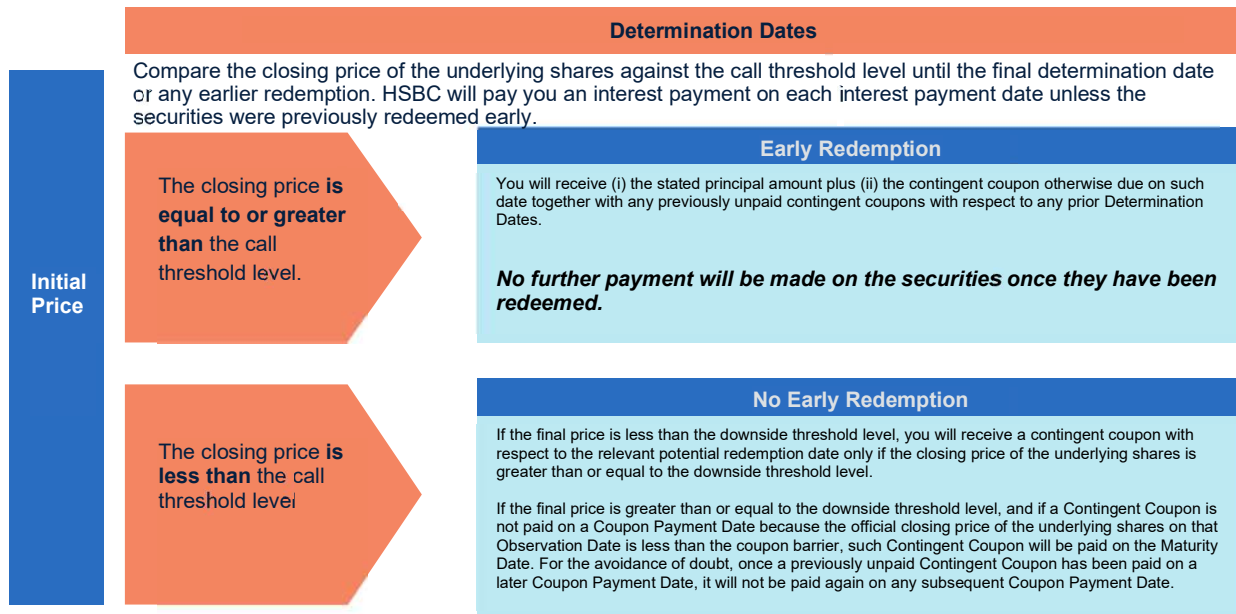 Determination Dates
Compare the closing price of the underlying shares against the call threshold level until the final determination date
or any earlier redemption. HSBC will pay you an interest payment on each interest payment date unless the
securities were previously redeemed early.
Initial
Price
The closing price is
equal to or greater
than the call
threshold level.
Early Redemption
You will receive (i) the stated principal amount plus (ii) the contingent coupon otherwise due on such
date together with any previously unpaid contingent coupons with respect to any prior Determination
Dates.
No further payment will be made on the securities once they have been
redeemed.
The closing price is
less than the call
threshold level
No Early Redemption
If the final price is less than the downside threshold level, you will receive a contingent coupon with
respect to the relevant potential redemption date only if the closing price of the underlying shares is
greater than or equal to the downside threshold level.
If the final price is greater than or equal to the downside threshold level, and if a Contingent Coupon is
not paid on a Coupon Payment Date because the official closing price of the underlying shares on that
Observation Date is less than the coupon barrier, such Contingent Coupon will be paid on the Maturity
Date. For the avoidance of doubt, once a previously unpaid Contingent Coupon has been paid on a
later Coupon Payment Date, it will not be paid again on any subsequent Coupon Payment Date.